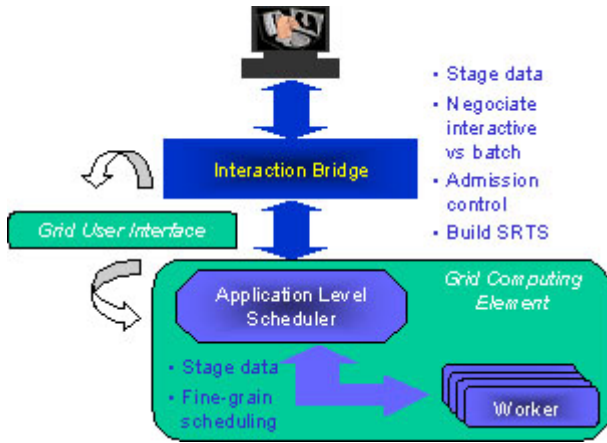 Stage data
Negociate
interactive
vs batch
Admission
control
Build SRTS
Interaction Bridge
Grid User Interface
Grid Computing
Element
Application Level
Scheduler
Stage data
Fine-grain
scheduling
Worker